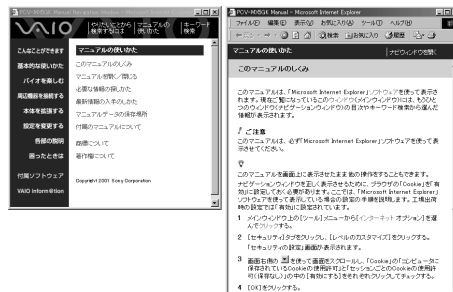 PCV-MXS GK Manual Navigator Modules - Microsoft Internet Explorer
VAIO
やりたいことから検索
マニュアルの使いかた
キーワード検索
こんなことができます
基本的な使いかた
バイオを楽しむ
周辺機器を接続する
本体を拡張する
設定を変更する
各部の説明
困ったときは
付属ソフトウェア
VAIO inform@tion
マニュアルの使いかた
このマニュアルのしくみ
マニュアルを開く／閉じる
必要な情報の探しかた
最新情報の入手のしかた
マニュアルデータの保存場所
付属のマニュアルについて
商標について
著作権について
Copyright 2001 Sony Corporation
ファイル(F) 編集(E) 表示(V) お気に入り(A) ツール(T) ヘルプ(H)
検索 お気に入り 履歴
マニュアルの使いかた
ナビウィンドウを開く
このマニュアルのしくみ
このマニュアルは、「Microsoft Internet Explorer」ソフトウェアを使って表示さ
れます。現在ご覧になっているこのウィンドウ(メインウィンドウ)には、もうひと
つのウィンドウ(ナビゲーションウィンドウ)の目次やキーワード検索から選んだ
情報が表示されます。
ご注意
このマニュアルは、必ず「Microsoft Internet Explorer」ソフトウェアを使って表
示させてください。
このマニュアルを画面上に表示させたまま他の操作をすることもできます。
ナビゲーションウィンドウを正しく表示させるために、ブラウザの「Cookie」を「有
効」に設定しておく必要があります。ここでは、「Microsoft Internet Explorer」
ソフトウェアを使って表示している場合の設定の手順を説明します。工場出荷
時の設定では「有効」に設定されています。
1 メインウィンドウ上の[ツール]メニューから[インターネット オプション]を選
んでクリックする。
2 [セキュリティ]タブをクリックし、[レベルのカスタマイズ]をクリックする。
「セキュリティの設定」画面が表示されます。
3 画面右側の を使って画面をスクロールし、「Cookie」の「コンピュータに
保存されているCookieの使用許可」と「セッションごとのCookieの使用許
可(保存なし)」の中の[有効にする]をそれぞれクリックしてチェックする。
4 [OK]をクリックする。